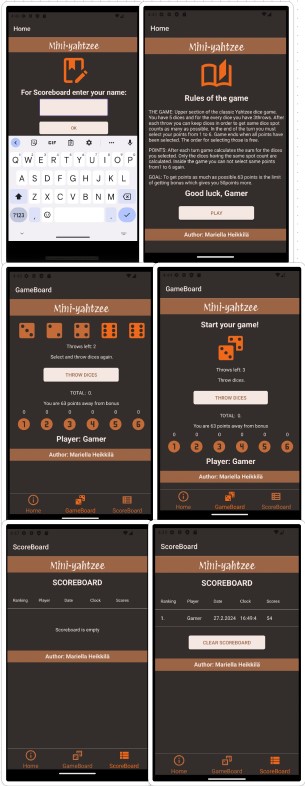 Home
Mini-yahtzee
For Scoreboard enter your name:
OK
GIF
Q W E R T Y U I O P
A S D F G H J K L
Z X C V B N M
?123 , .
Home
Mini-yahtzee
Rules of the game
THE GAME: Upper section of the classic Yahtzee dice game.
You have 5 dices and for the every dice you have 3throws. After
each throw you can keep dices in order to get same dice spot
counts as many as possible. In the end of the turn you must
select your points from 1 to 6. Game ends when all points have
been selected. The order for selecting those is free.
POINTS: After each turn game calculates the sum for the dices
you selected. Only the dices having the same spot count are
calculated. Inside the game you can not select same points
from 1 to 6 again.
GOAL: To get points as much as possible 63 points is the limit
of getting bonus which gives you 50points more.
Good luck, Gamer
PLAY
Author: Mariella Heikkilä
GameBoard
Mini-yahtzee
Throws left: 2
Select and throw dices again.
THROW DICES
TOTAL: 0.
You are 63 points away from bonus
0 0 0 0 0 0
1 2 3 4 5 6
Player: Gamer
Author: Mariella Heikkilä
Home GameBoard ScoreBoard
GameBoard
Mini-yahtzee
Start your game!
Throws left: 3
Throw dices.
THROW DICES
TOTAL: 0.
You are 63 points away from bonus
0 0 0 0 0 0
1 2 3 4 5 6
Player: Gamer
Author: Mariella Heikkilä
Home GameBoard ScoreBoard
ScoreBoard
Mini-yahtzee
SCOREBOARD
Ranking Player Date Clock Scores
Scoreboard is empty
Author: Mariella Heikkilä
Home GameBoard ScoreBoard
ScoreBoard
Mini-yahtzee
SCOREBOARD
Ranking Player Date Clock Scores
1. Gamer 27.2.2024 16:49:4 54
CLEAR SCOREBOARD
Author: Mariella Heikkilä
Home GameBoard ScoreBoard